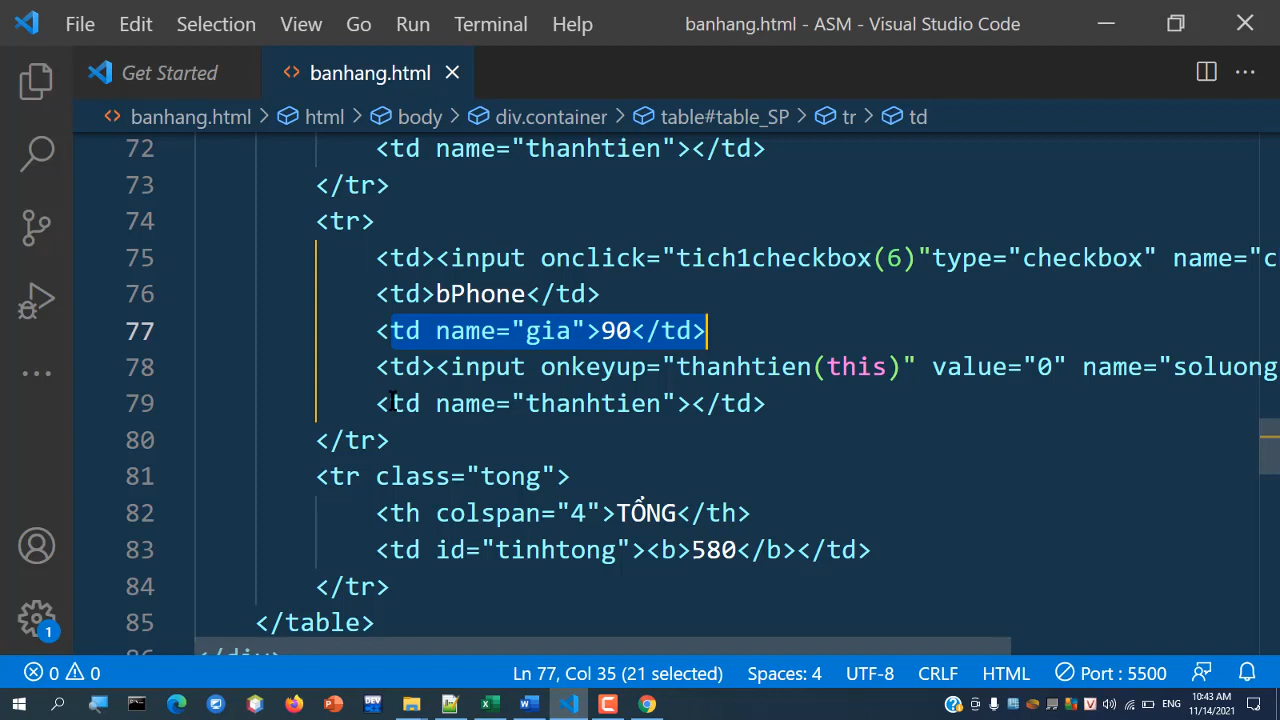 File Edit Selection View Go Run Terminal Help banhang.html - ASM - Visual Studio Code
Get Started banhang.html
banhang.html html body div.container table#table_SP tr td
72 <td name="thanhtien"></td>
73 </tr>
74 <tr>
75 <td><input onclick="tich1checkbox(6)"type="checkbox" name="c
76 <td>bPhone</td>
77 <td name="gia">90</td>
78 <td><input onkeyup="thanhtien(this)" value="0" name="soluong
79 <td name="thanhtien"></td>
80 </tr>
81 <tr class="tong">
82 <th colspan="4">TỔNG</th>
83 <td id="tinhtong"><b>580</b></td>
84 </tr>
85 </table>
86 </div>
0 0 Ln 77, Col 35 (21 selected) Spaces: 4 UTF-8 CRLF HTML Port : 5500
1
10:43 AM
11/14/2021